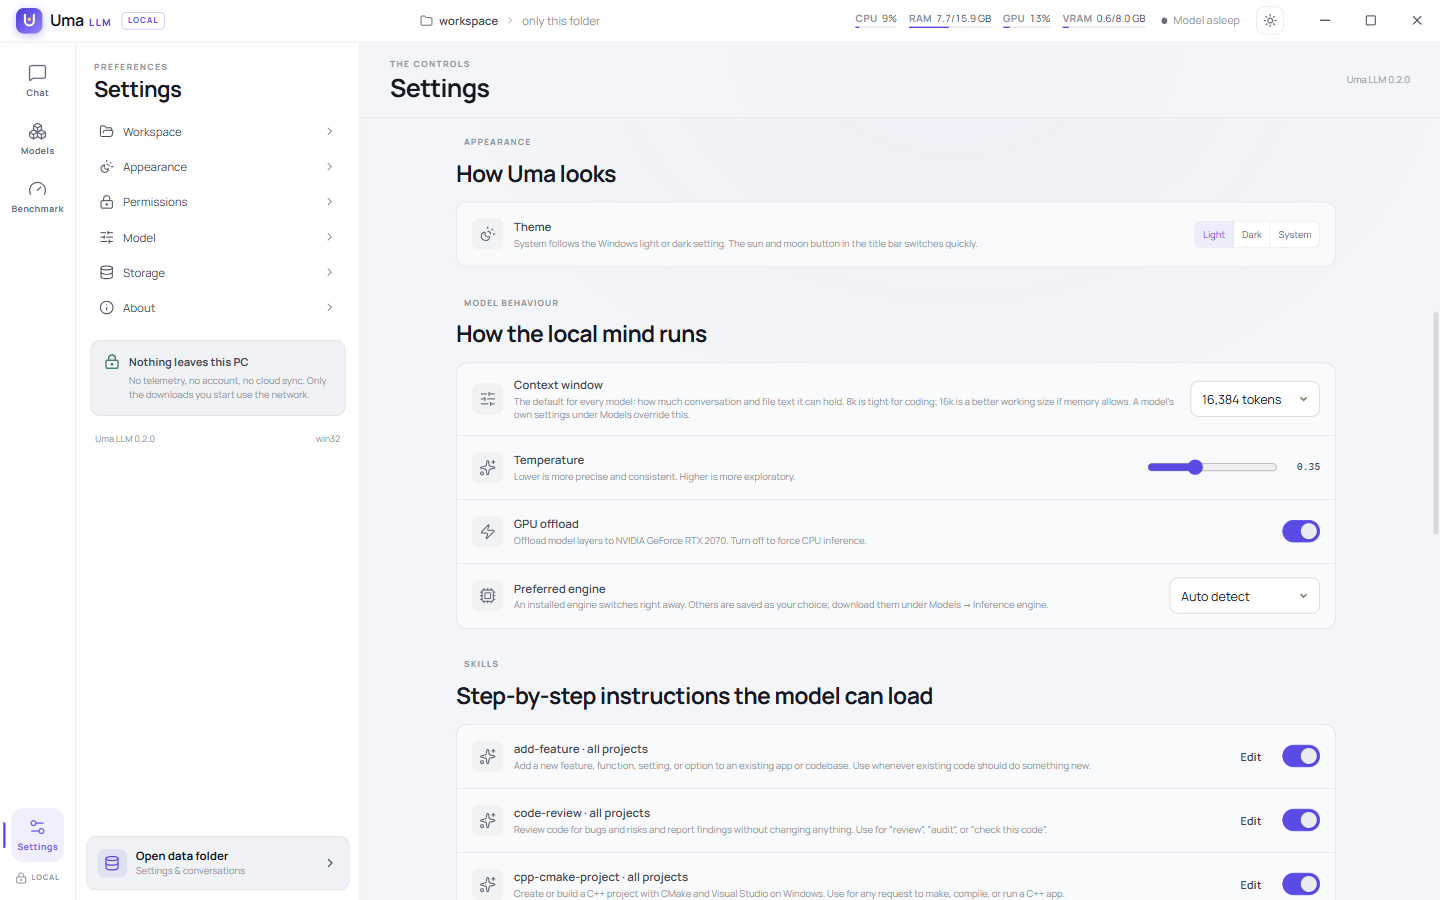 Uma LLM LOCAL
workspace > only this folder
CPU 9% RAM 7.7/15.9 GB GPU 13% VRAM 0.6/8.0 GB Model asleep
Chat
Models
Benchmark
Settings
LOCAL
PREFERENCES
Settings
Workspace
Appearance
Permissions
Model
Storage
About
Nothing leaves this PC
No telemetry, no account, no cloud sync. Only
the downloads you start use the network.
Uma LLM 0.2.0 win32
Open data folder
Settings & conversations
THE CONTROLS
Settings
Uma LLM 0.2.0
APPEARANCE
How Uma looks
Theme
System follows the Windows light or dark setting. The sun and moon button in the title bar switches quickly.
Light Dark System
MODEL BEHAVIOUR
How the local mind runs
Context window
The default for every model: how much conversation and file text it can hold. 8k is tight for coding; 16k is a better working size if memory allows. A model's
own settings under Models override this.
16,384 tokens
Temperature
Lower is more precise and consistent. Higher is more exploratory.
0.35
GPU offload
Offload model layers to NVIDIA GeForce RTX 2070. Turn off to force CPU inference.
Preferred engine
An installed engine switches right away. Others are saved as your choice; download them under Models → Inference engine.
Auto detect
SKILLS
Step-by-step instructions the model can load
add-feature · all projects
Add a new feature, function, setting, or option to an existing app or codebase. Use whenever existing code should do something new.
Edit
code-review · all projects
Review code for bugs and risks and report findings without changing anything. Use for "review", "audit", or "check this code".
Edit
cpp-cmake-project · all projects
Create or build a C++ project with CMake and Visual Studio on Windows. Use for any request to make, compile, or run a C++ app.
Edit